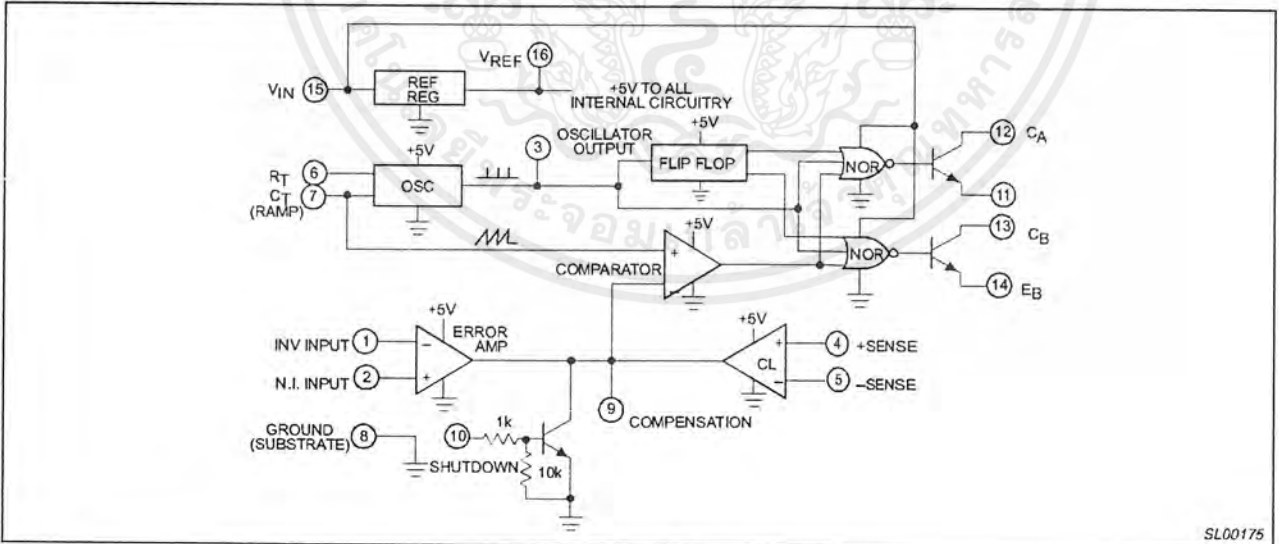 VREF 16
VIN 15
REF
REG
+5V TO ALL
INTERNAL CIRCUITRY
+5V
OSCILLATOR
OUTPUT
+5V
3
FLIP FLOP
NOR
12 CA
11
RT 6
CT 7
(RAMP)
OSC
+5V
COMPARATOR
+
–
NOR
13 CB
14 EB
+5V
ERROR
AMP
+5V
INV INPUT 1
–
N.I. INPUT 2
+
CL
+
–
4 +SENSE
5 –SENSE
9
COMPENSATION
GROUND 8
(SUBSTRATE)
10
1k
SHUTDOWN
10k
SL00175